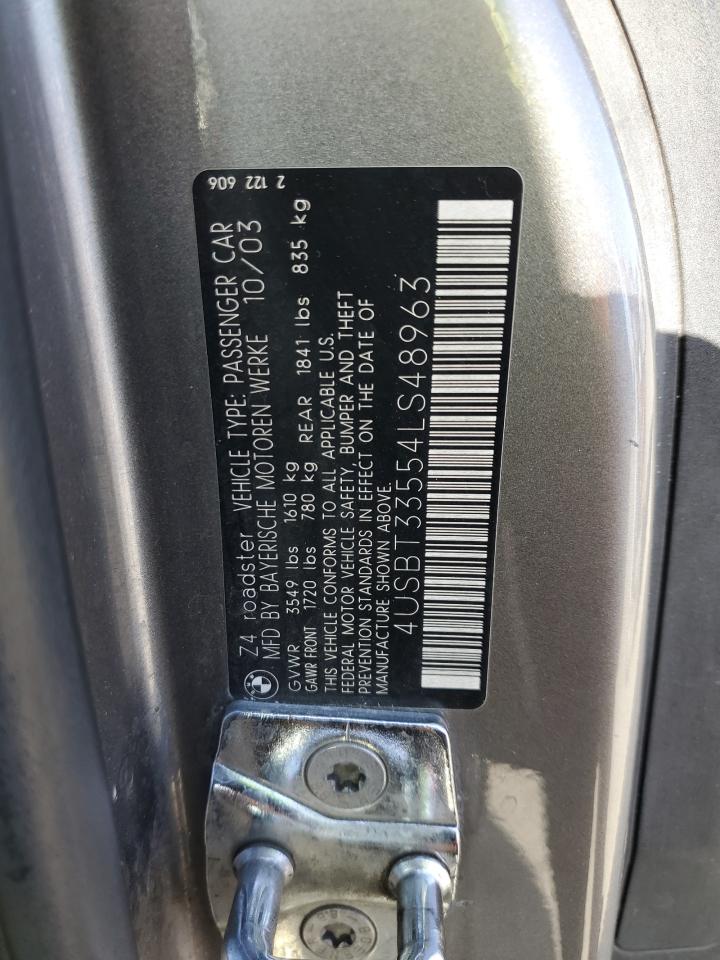 Z4 roadster VEHICLE TYPE: PASSENGER CAR
MFD BY BAYERISCHE MOTOREN WERKE 10/03
GVWR 3549 lbs 1610 kg
GAWR FRONT 1720 lbs 780 kg REAR 1841 lbs 835 kg
THIS VEHICLE CONFORMS TO ALL APPLICABLE U.S.
FEDERAL MOTOR VEHICLE SAFETY, BUMPER AND THEFT
PREVENTION STANDARDS IN EFFECT ON THE DATE OF
MANUFACTURE SHOWN ABOVE.
4USBT33554LS48963
2 122 606